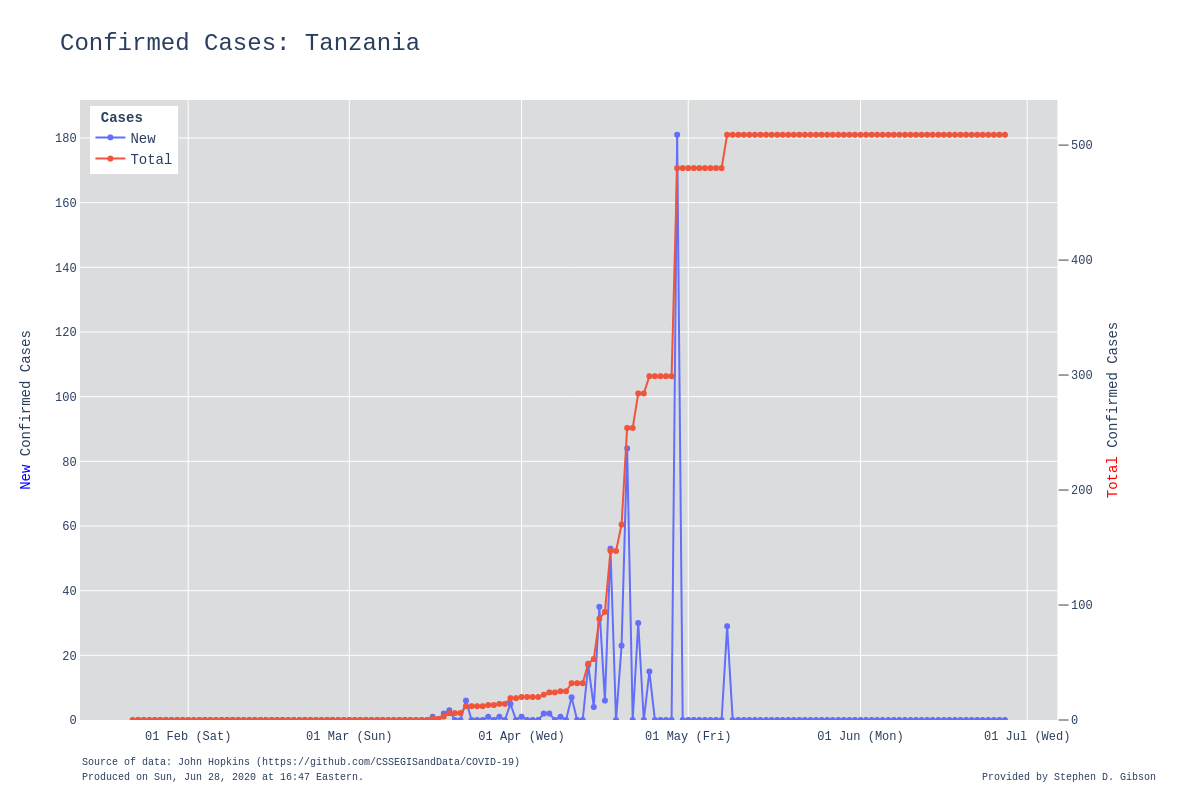 Confirmed Cases: Tanzania
Cases
New
Total
180
160
140
120
100
80
60
40
20
0
500
400
300
200
100
0
New Confirmed Cases
Total Confirmed Cases
01 Feb (Sat)
01 Mar (Sun)
01 Apr (Wed)
01 May (Fri)
01 Jun (Mon)
01 Jul (Wed)
Source of data: John Hopkins (https://github.com/CSSEGISandData/COVID-19)
Produced on Sun, Jun 28, 2020 at 16:47 Eastern.
Provided by Stephen D. Gibson